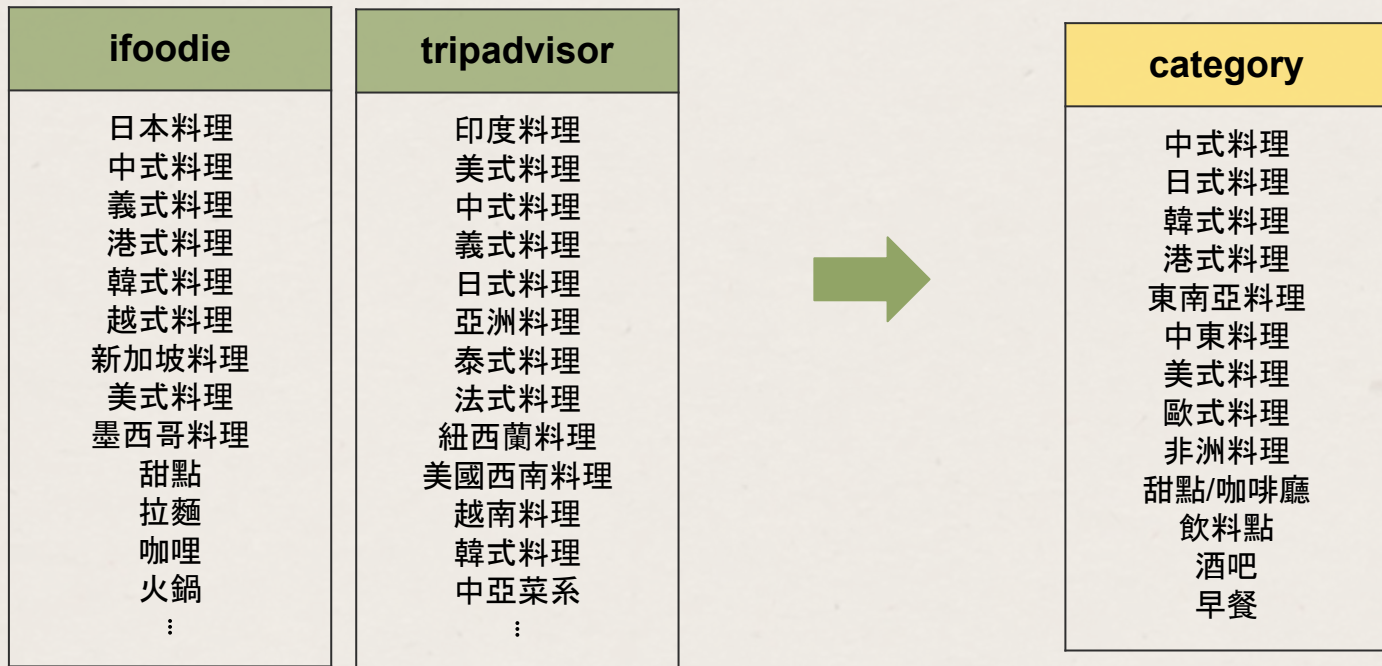 ifoodie
日本料理
中式料理
義式料理
港式料理
韓式料理
越式料理
新加坡料理
美式料理
墨西哥料理
甜點
拉麵
咖哩
火鍋
⋮
tripadvisor
印度料理
美式料理
中式料理
義式料理
日式料理
亞洲料理
泰式料理
法式料理
紐西蘭料理
美國西南料理
越南料理
韓式料理
中亞菜系
⋮
category
中式料理
日式料理
韓式料理
港式料理
東南亞料理
中東料理
美式料理
歐式料理
非洲料理
甜點/咖啡廳
飲料點
酒吧
早餐